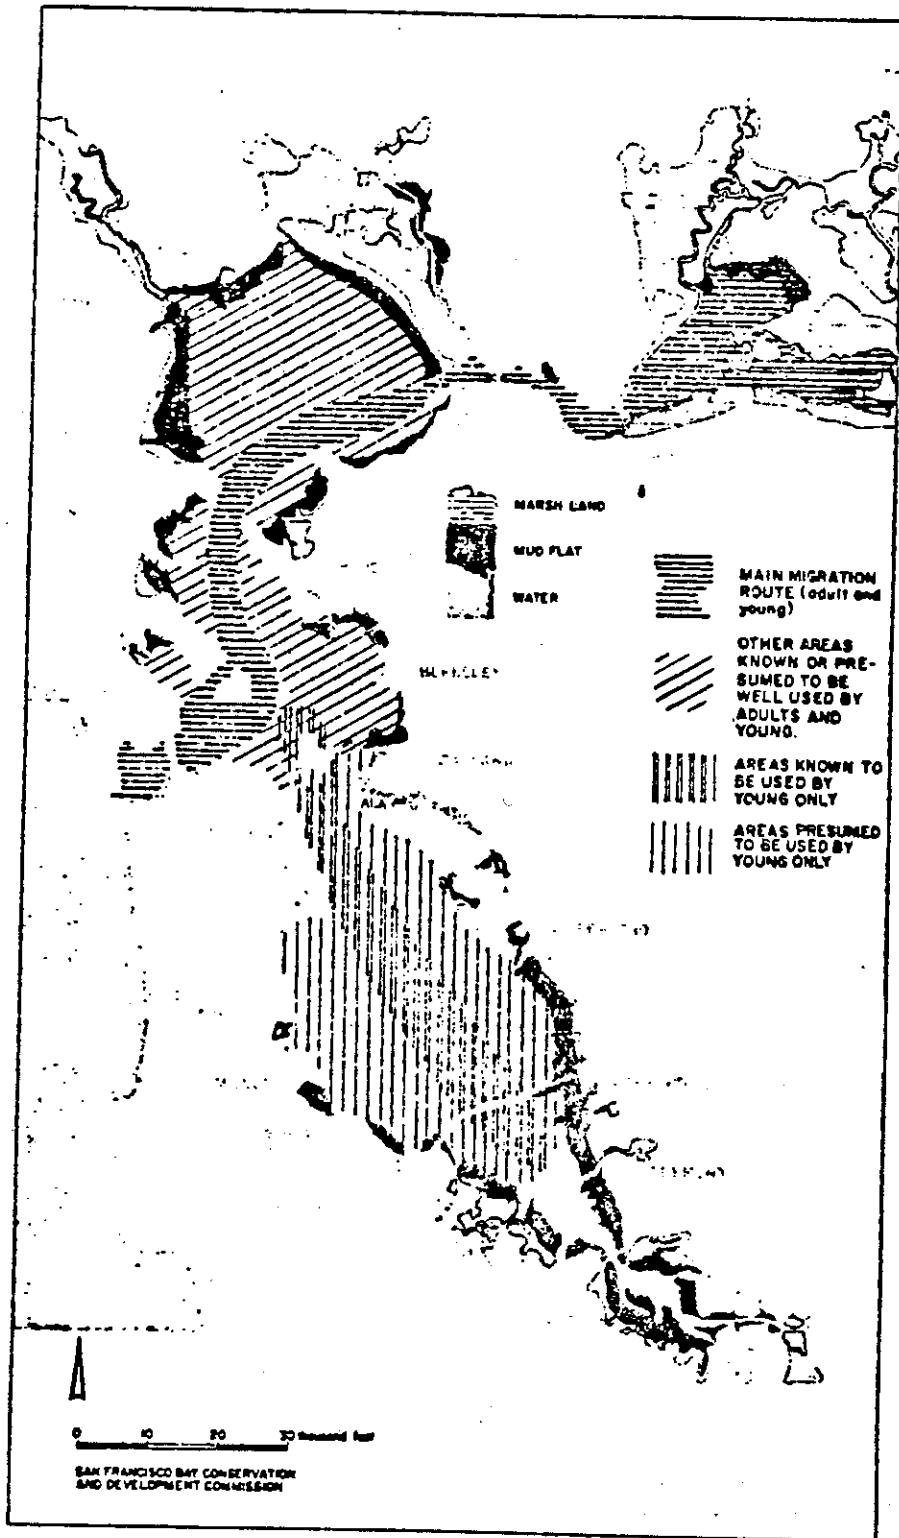 MARSH LAND
MUD FLAT
WATER
MAIN MIGRATION
ROUTE (adult and
young)
OTHER AREAS
KNOWN OR PRE-
SUMED TO BE
WELL USED BY
ADULTS AND
YOUNG.
AREAS KNOWN TO
BE USED BY
YOUNG ONLY
AREAS PRESUMED
TO BE USED BY
YOUNG ONLY
BERKELEY
0 10 20 30 thousand feet
SAN FRANCISCO BAY CONSERVATION
AND DEVELOPMENT COMMISSION